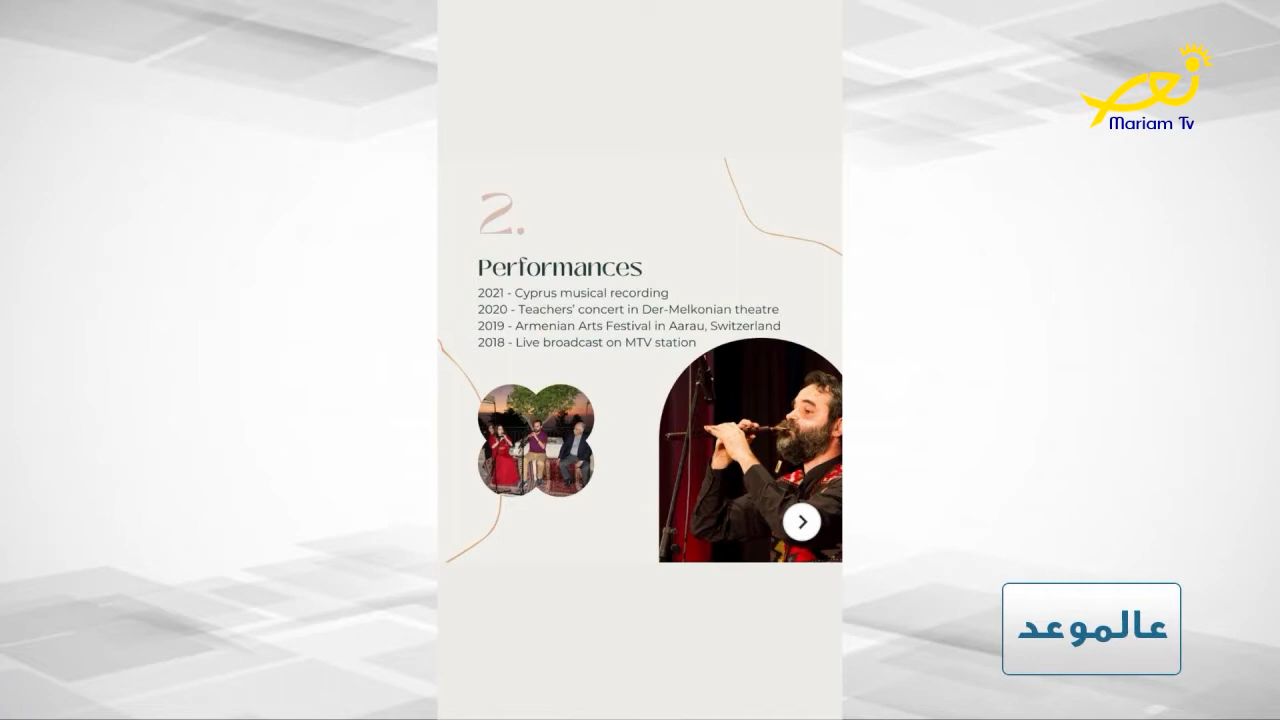 نعم
Mariam Tv
2.
Performances
2021 - Cyprus musical recording
2020 - Teachers' concert in Der-Melkonian theatre
2019 - Armenian Arts Festival in Aarau, Switzerland
2018 - Live broadcast on MTV station
عالموعد